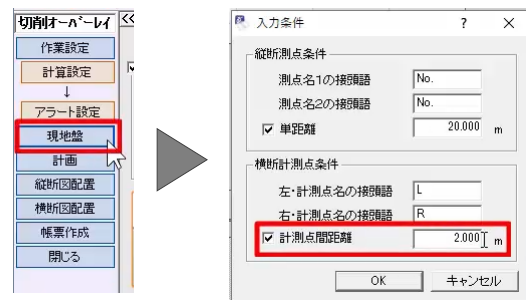 切削オーバーレイ
<<
作業設定
計算設定
↓
アラート設定
現地盤
計画
縦断図配置
横断図配置
帳票作成
閉じる
入力条件 ? ×
縦断測点条件
測点名1の接頭語 No.
測点名2の接頭語 No.
単距離 20.000 m
横断計測点条件
左・計測点名の接頭語 L
右・計測点名の接頭語 R
計測点間距離 2.000 m
OK キャンセル